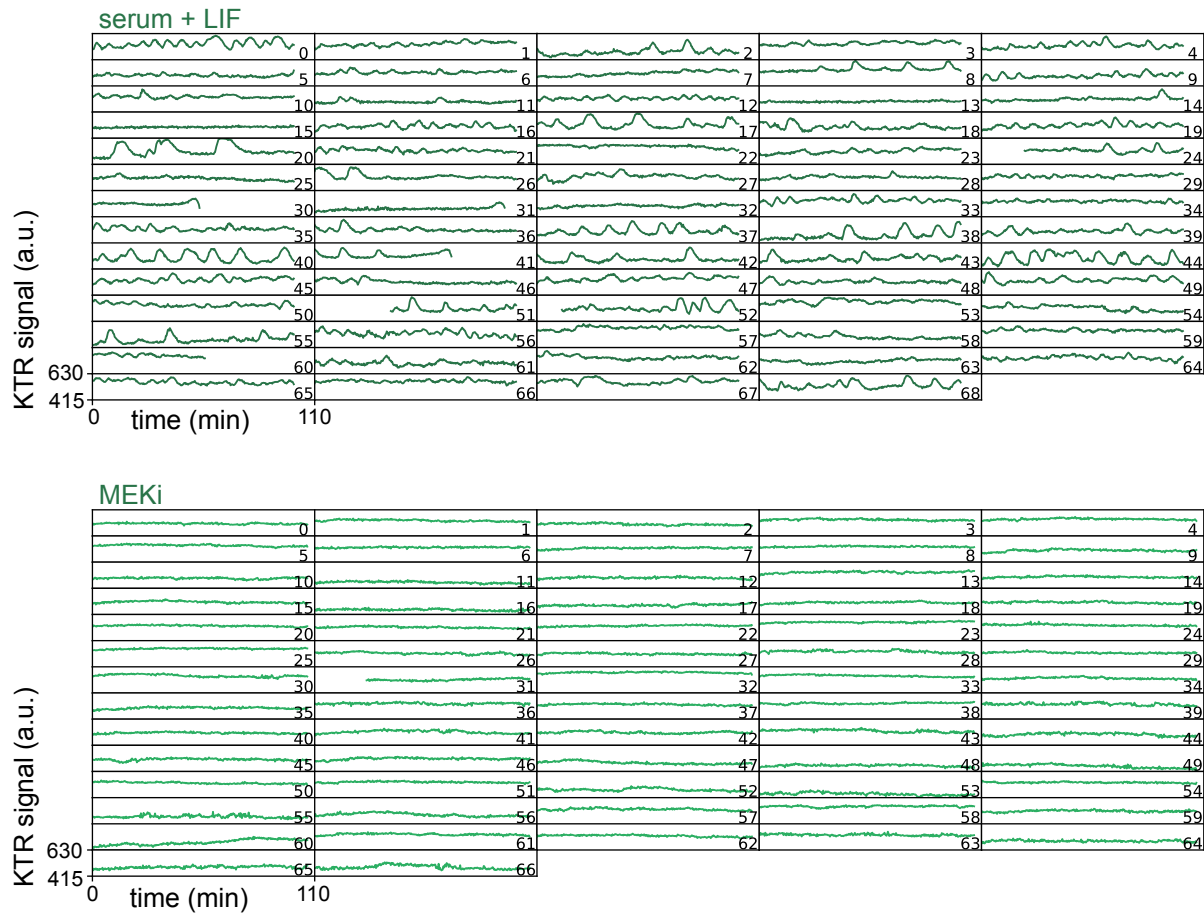 serum + LIF
0 1 2 3 4
5 6 7 8 9
10 11 12 13 14
15 16 17 18 19
20 21 22 23 24
25 26 27 28 29
30 31 32 33 34
35 36 37 38 39
40 41 42 43 44
45 46 47 48 49
50 51 52 53 54
55 56 57 58 59
60 61 62 63 64
65 66 67 68
KTR signal (a.u.)
630
415
0 110
time (min)
MEKi
0 1 2 3 4
5 6 7 8 9
10 11 12 13 14
15 16 17 18 19
20 21 22 23 24
25 26 27 28 29
30 31 32 33 34
35 36 37 38 39
40 41 42 43 44
45 46 47 48 49
50 51 52 53 54
55 56 57 58 59
60 61 62 63 64
65 66
KTR signal (a.u.)
630
415
0 110
time (min)